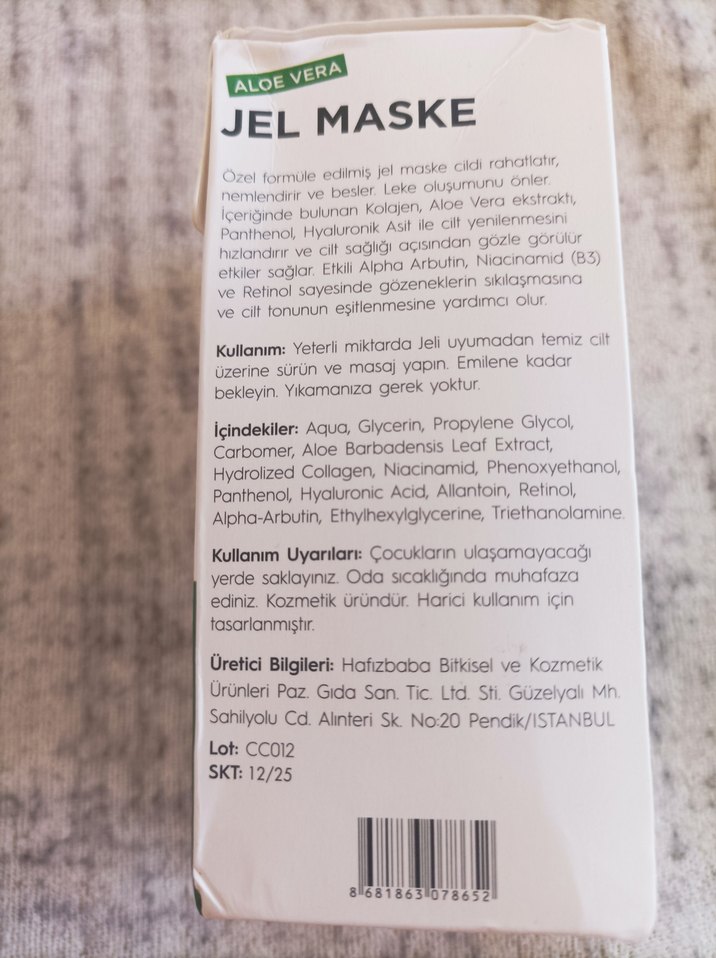 ALOE VERA
JEL MASKE
Özel formüle edilmiş jel maske cildi rahatlatır,
nemlendirir ve besler. Leke oluşumunu önler.
İçeriğinde bulunan Kolajen, Aloe Vera ekstraktı,
Panthenol, Hyaluronik Asit ile cilt yenilenmesini
hızlandırır ve cilt sağlığı açısından gözle görülür
etkiler sağlar. Etkili Alpha Arbutin, Niacinamid (B3)
ve Retinol sayesinde gözeneklerin sıkılaşmasına
ve cilt tonunun eşitlenmesine yardımcı olur.
Kullanım: Yeterli miktarda Jeli uyumadan temiz cilt
üzerine sürün ve masaj yapın. Emilene kadar
bekleyin. Yıkamanıza gerek yoktur.
İçindekiler: Aqua, Glycerin, Propylene Glycol,
Carbomer, Aloe Barbadensis Leaf Extract,
Hydrolized Collagen, Niacinamid, Phenoxyethanol,
Panthenol, Hyaluronic Acid, Allantoin, Retinol,
Alpha-Arbutin, Ethylhexylglycerine, Triethanolamine.
Kullanım Uyarıları: Çocukların ulaşamayacağı
yerde saklayınız. Oda sıcaklığında muhafaza
ediniz. Kozmetik üründür. Harici kullanım için
tasarlanmıştır.
Üretici Bilgileri: Hafızbaba Bitkisel ve Kozmetik
Ürünleri Paz. Gıda San. Tic. Ltd. Sti. Güzelyalı Mh.
Sahilyolu Cd. Alınteri Sk. No:20 Pendik/ISTANBUL
Lot: CC012
SKT: 12/25
8 681863 078652